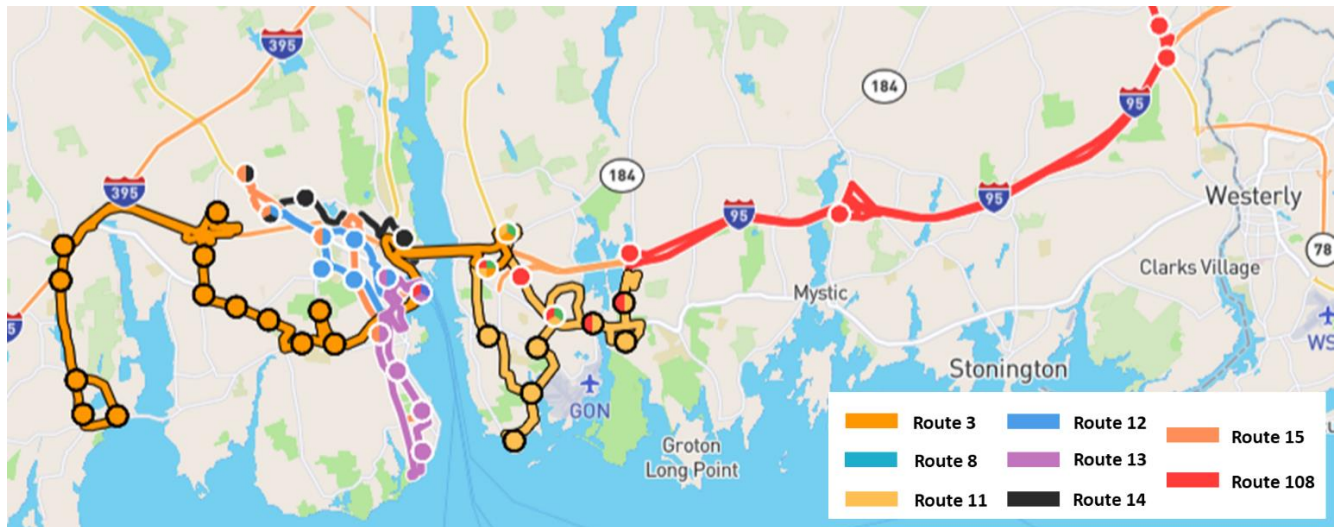 395
184
95
395
184
Westerly
95
95
78
Clarks Village
Mystic
5
WS
Stonington
GON
Groton
Long Point
Route 3
Route 12
Route 15
Route 8
Route 13
Route 108
Route 11
Route 14